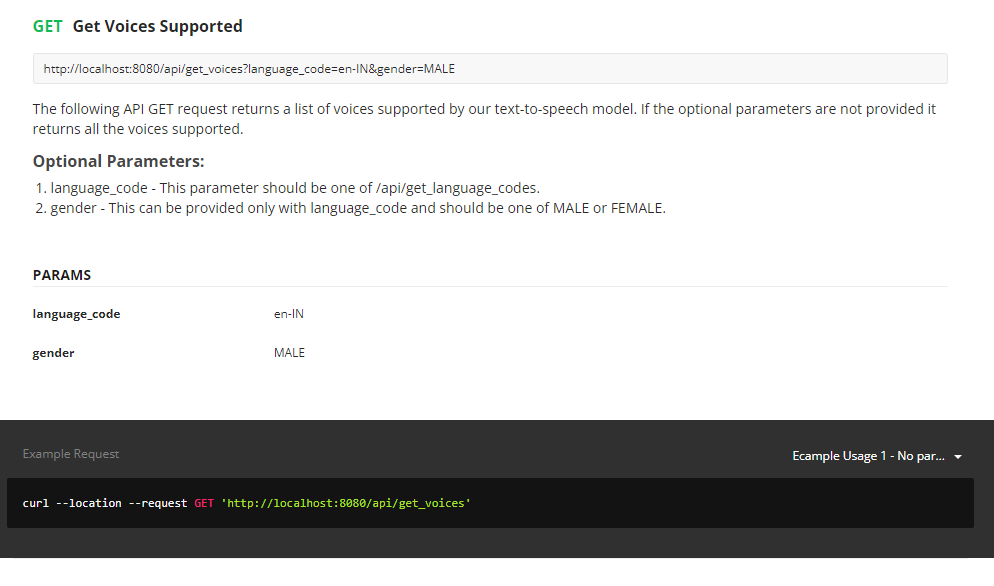 GET Get Voices Supported
http://localhost:8080/api/get_voices?language_code=en-IN&gender=MALE
The following API GET request returns a list of voices supported by our text-to-speech model. If the optional parameters are not provided it
returns all the voices supported.
Optional Parameters:
1. language_code - This parameter should be one of /api/get_language_codes.
2. gender - This can be provided only with language_code and should be one of MALE or FEMALE.
PARAMS
language_code en-IN
gender MALE
Example Request Ecample Usage 1 - No par...
curl --location --request GET 'http://localhost:8080/api/get_voices'